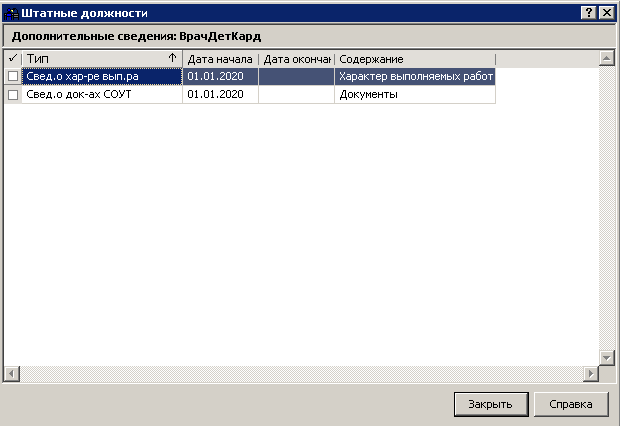 Штатные должности
Дополнительные сведения: ВрачДетКард
Тип Дата начала Дата окончан Содержание
Свед.о хар-ре вып.ра 01.01.2020 Характер выполняемых работ
Свед.о док-ах СОУТ 01.01.2020 Документы
Закрыть Справка